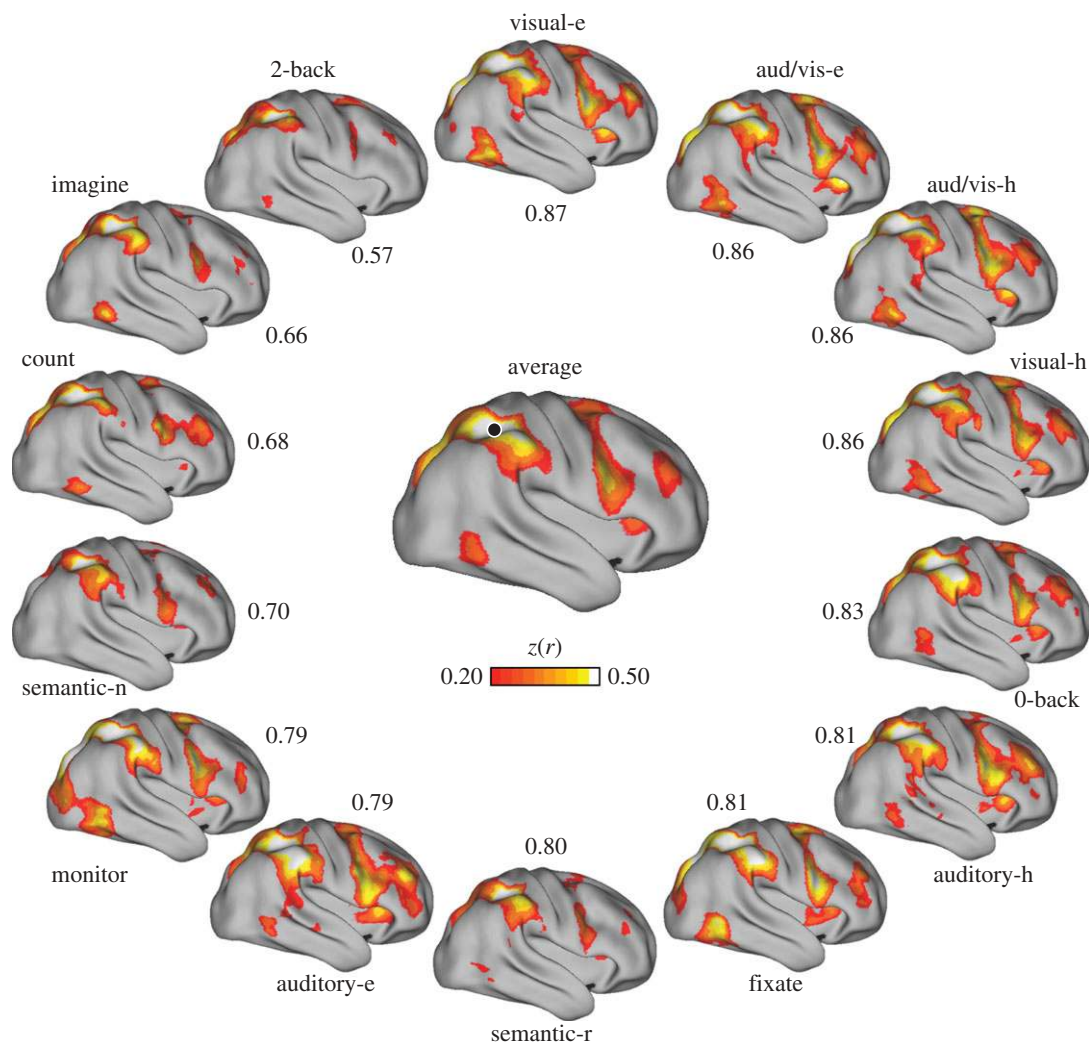 visual-e
2-back
aud/vis-e
imagine
aud/vis-h
0.87
0.57
0.86
0.66
0.86
count
average
visual-h
0.68
0.86
0.70
0.83
z(r)
0.20 0.50
semantic-n
0-back
0.79
0.81
0.79
0.81
0.80
monitor
auditory-h
auditory-e
fixate
semantic-r